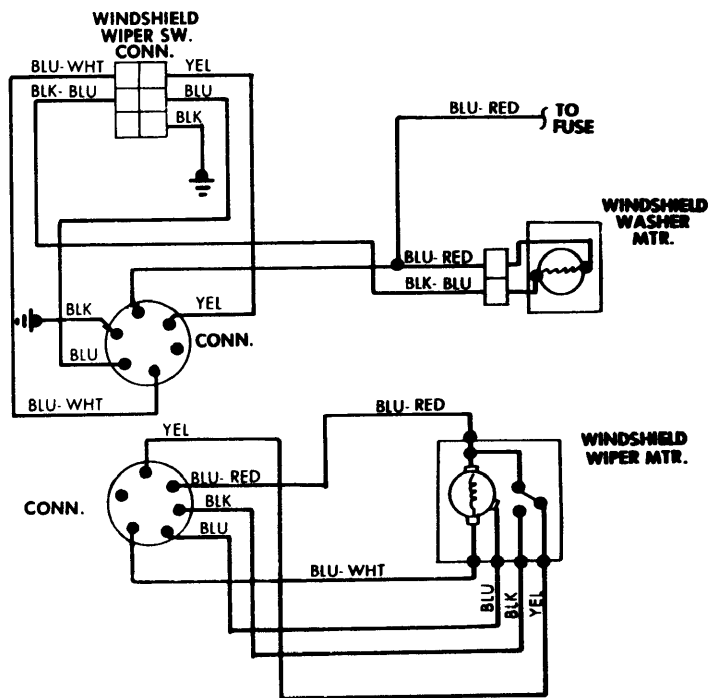 WINDSHIELD
WIPER SW.
CONN.
BLU-WHT
YEL
BLK-BLU
BLU
BLK
BLU-RED
TO
FUSE
WINDSHIELD
WASHER
MTR.
BLU-RED
BLK-BLU
BLK
YEL
CONN.
BLU
BLU-WHT
BLU-RED
YEL
WINDSHIELD
WIPER MTR.
BLU-RED
CONN.
BLK
BLU
BLU-WHT
BLU
BLK
YEL